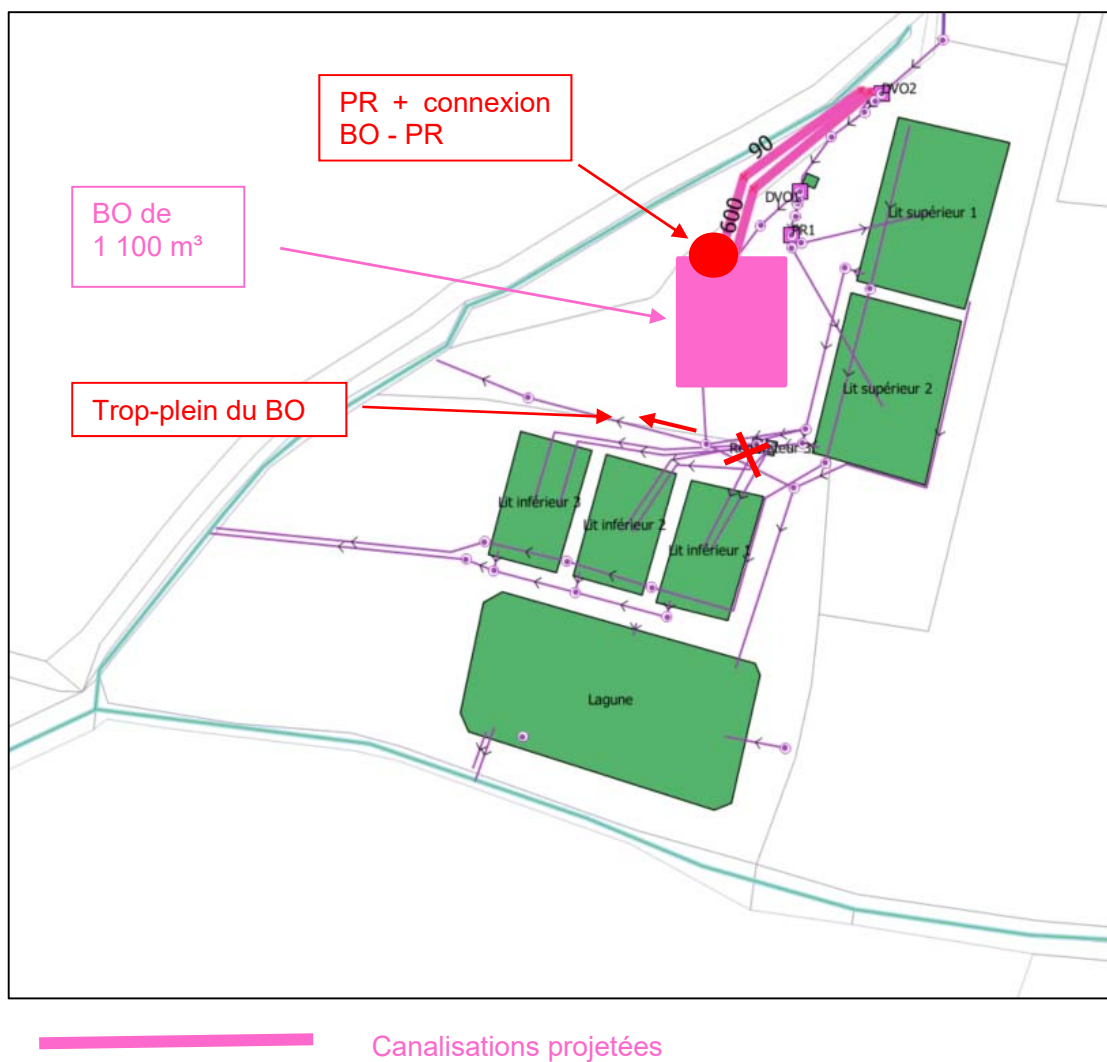 PR + connexion
BO - PR
DVO2
90
BO de
1 100 m³
DVO1
600
Lit supérieur 1
PR1
Lit supérieur 2
Trop-plein du BO
Lit inférieur 3
Lit inférieur 2
Lit inférieur 1
Lagune
Canalisations projetées